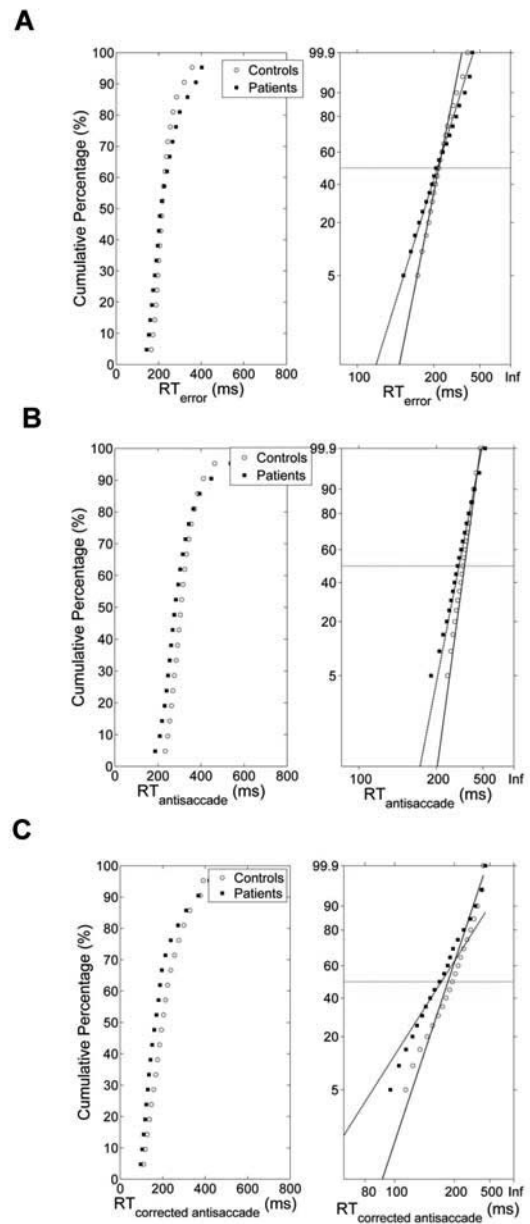 A
100
90
80
70
60
50
40
30
20
10
0
Cumulative Percentage (%)
Controls
Patients
0 200 400 600 800
RTerror (ms)
99.9
90
80
60
40
20
5
100 200 500 Inf
RTerror (ms)
B
100
90
80
70
60
50
40
30
20
10
0
Cumulative Percentage (%)
Controls
Patients
0 200 400 600 800
RTantisaccade (ms)
99.9
90
80
60
40
20
5
100 200 500 Inf
RTantisaccade (ms)
C
100
90
80
70
60
50
40
30
20
10
0
Cumulative Percentage (%)
Controls
Patients
0 200 400 600 800
RTcorrected antisaccade (ms)
99.9
90
80
60
40
20
5
80 100 200 500 Inf
RTcorrected antisaccade (ms)